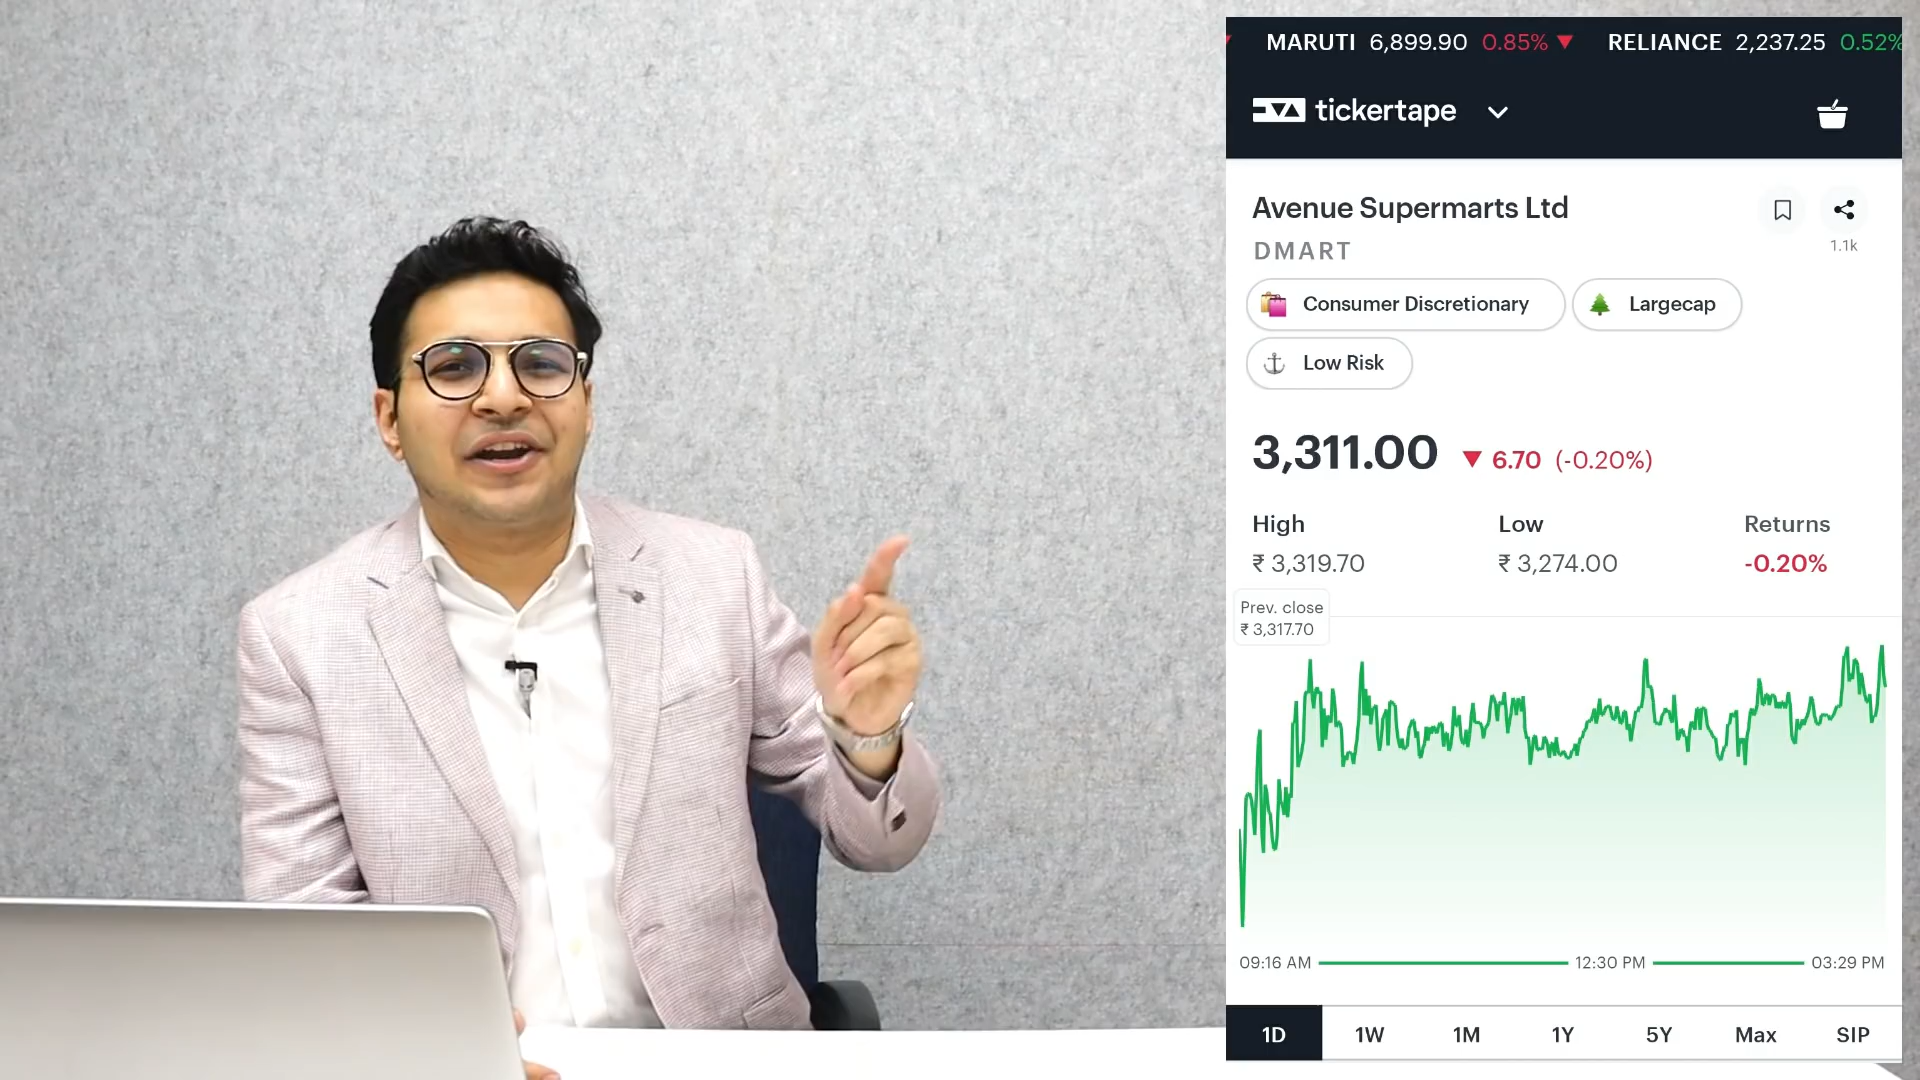 MARUTI 6,899.90 0.85% ▼ RELIANCE 2,237.25 0.52%
tickertape
Avenue Supermarts Ltd
1.1k
DMART
Consumer Discretionary Largecap
Low Risk
3,311.00 ▼ 6.70 (-0.20%)
High Low Returns
₹ 3,319.70 ₹ 3,274.00 -0.20%
Prev. close
₹ 3,317.70
09:16 AM 12:30 PM 03:29 PM
1D 1W 1M 1Y 5Y Max SIP